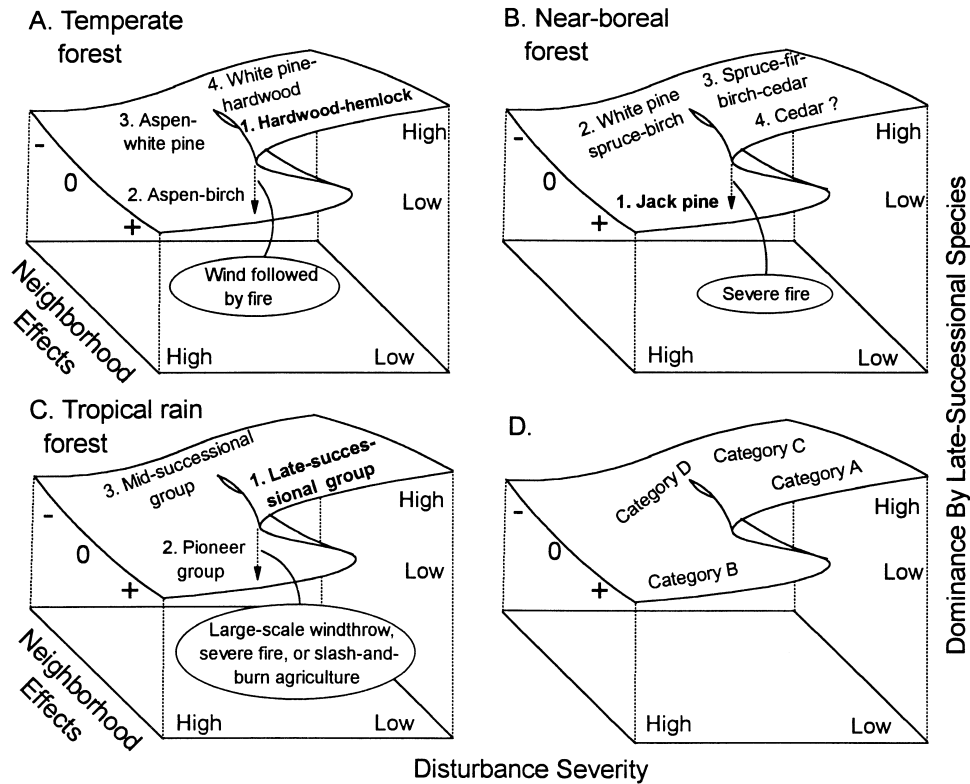 A. Temperate
forest
4. White pine-
hardwood
1. Hardwood-hemlock
3. Aspen-
white pine
2. Aspen-birch
-
0
+
High
Low
Wind followed
by fire
Neighborhood
Effects
High
Low
B. Near-boreal
forest
3. Spruce-fir-
birch-cedar
2. White pine
spruce-birch
4. Cedar ?
1. Jack pine
-
0
+
High
Low
Severe fire
High
Low
C. Tropical rain
forest
3. Mid-successional
group
1. Late-succes-
sional group
2. Pioneer
group
-
0
+
High
Low
Large-scale windthrow,
severe fire, or slash-and-
burn agriculture
Neighborhood
Effects
High
Low
D.
Category C
Category D
Category A
Category B
-
0
+
High
Low
High
Low
Dominance By Late-Successional Species
Disturbance Severity